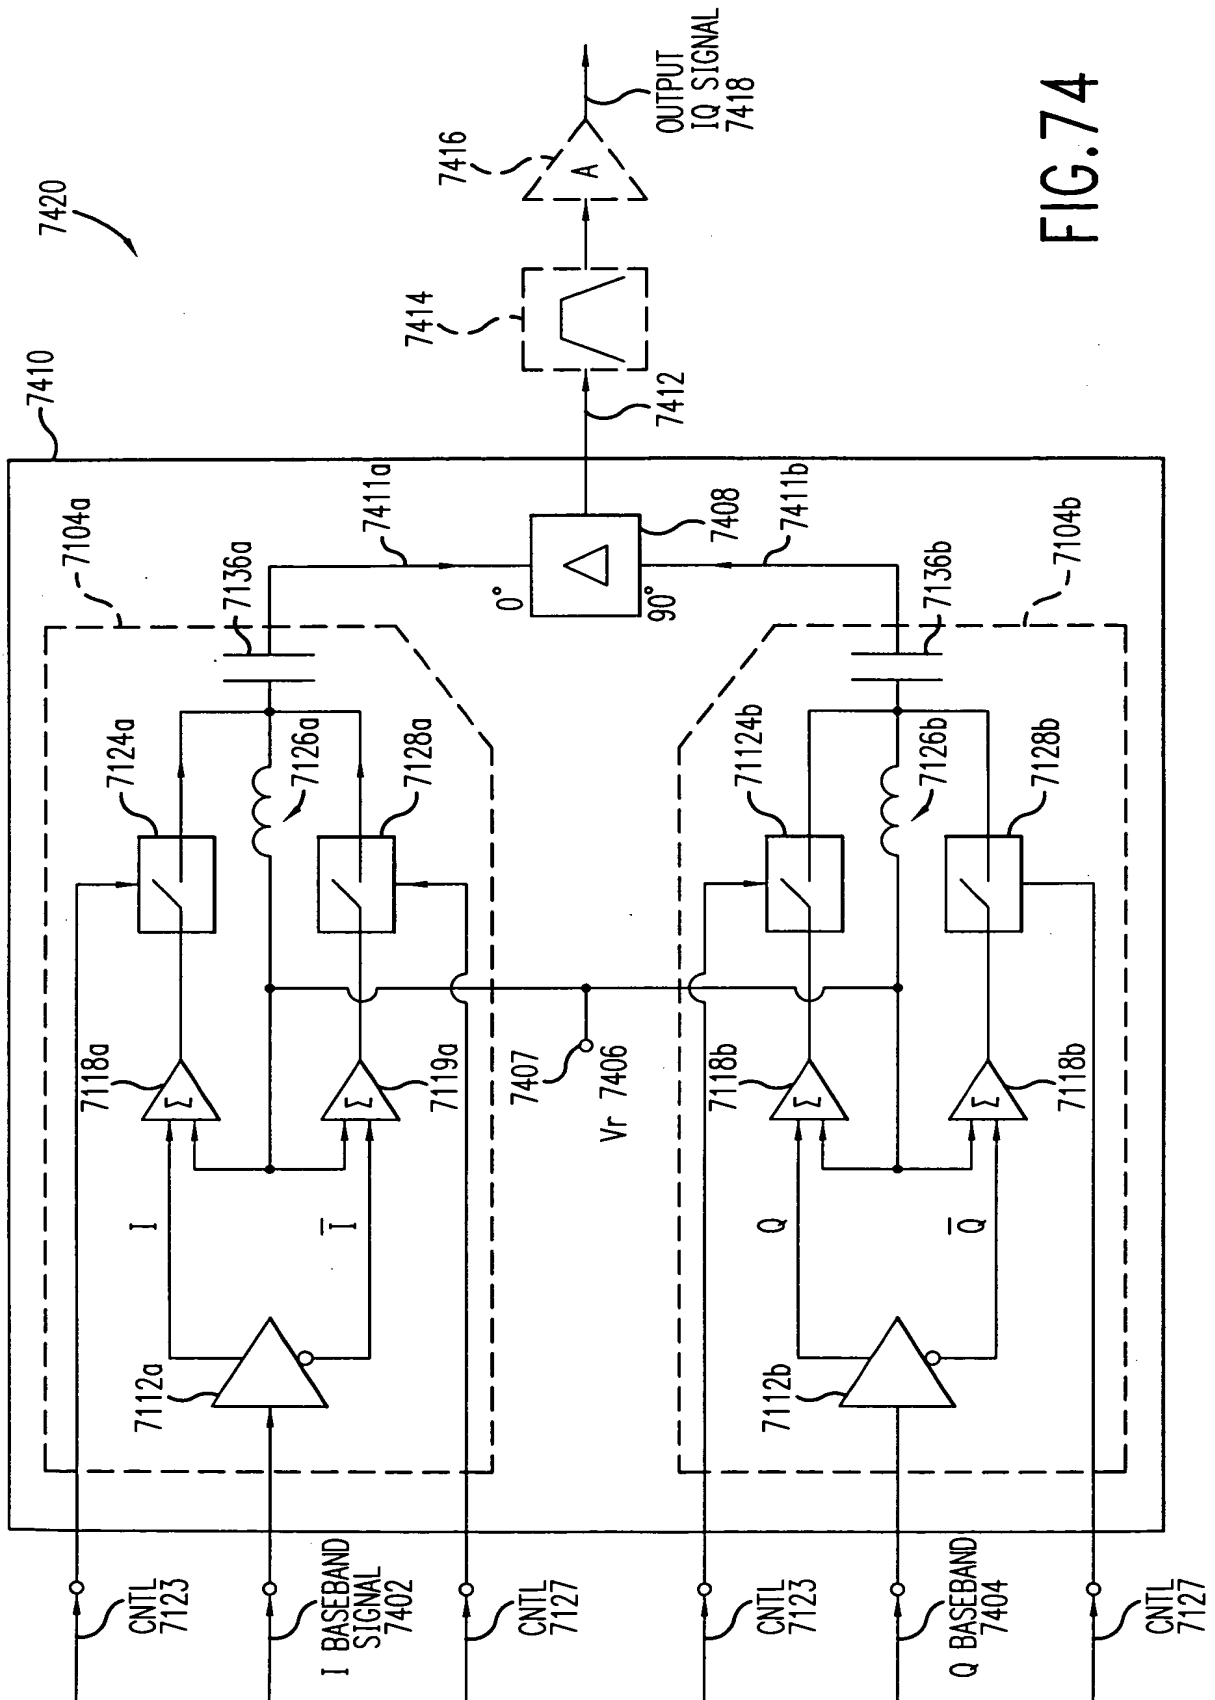 7420
7410
7104a
7136a
7124a
7126a
7128a
7118a
Σ
7119a
Σ
I
I̅
7112a
CNTL
7123
I BASEBAND
SIGNAL
7402
CNTL
7127
7411a
0°
Δ
90°
7408
7411b
7412
7414
7416
A
OUTPUT
IQ SIGNAL
7418
7407
Vr 7406
7104b
7136b
71124b
7126b
7128b
7118b
Σ
7118b
Σ
Q
Q̅
7112b
CNTL
7123
Q BASEBAND
7404
CNTL
7127
FIG.74